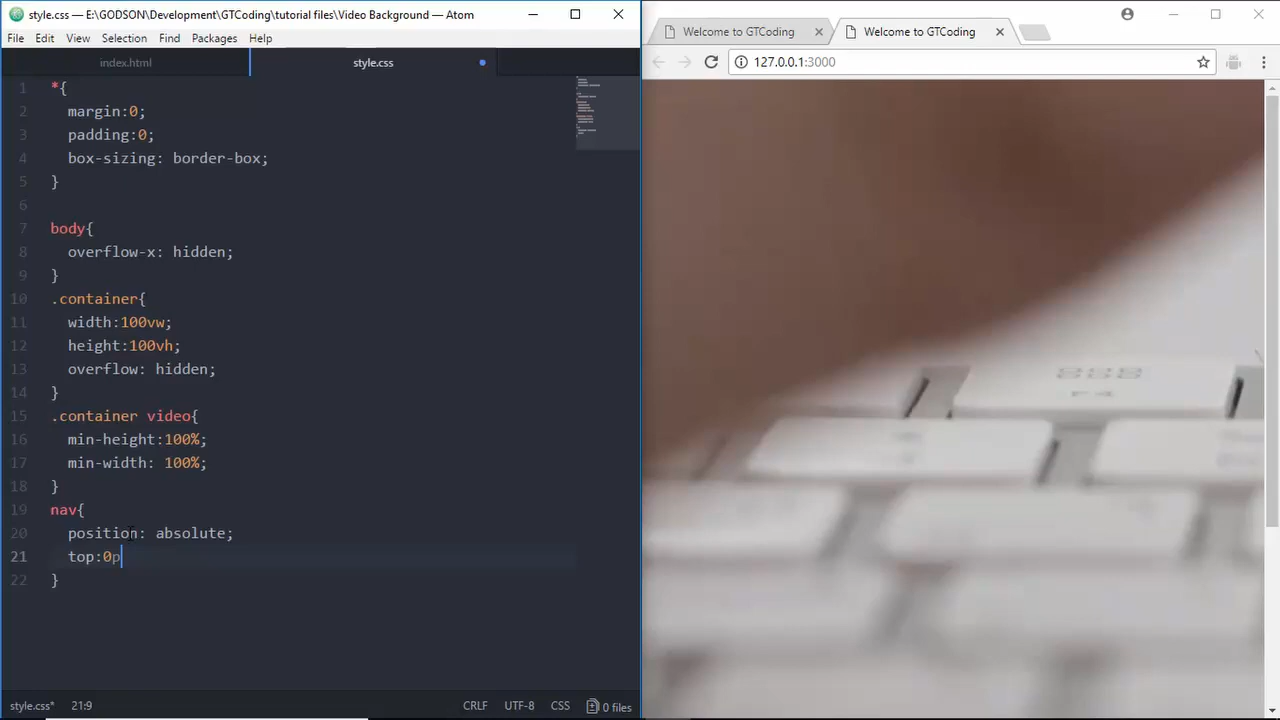 style.css — E:\GODSON\Development\GTCoding\tutorial files\Video Background — Atom
File Edit View Selection Find Packages Help
index.html style.css
1 *{
2 margin:0;
3 padding:0;
4 box-sizing: border-box;
5 }
6
7 body{
8 overflow-x: hidden;
9 }
10 .container{
11 width:100vw;
12 height:100vh;
13 overflow: hidden;
14 }
15 .container video{
16 min-height:100%;
17 min-width: 100%;
18 }
19 nav{
20 position: absolute;
21 top:0p
22 }
style.css* 21:9 CRLF UTF-8 CSS 0 files
Welcome to GTCoding Welcome to GTCoding
127.0.0.1:3000